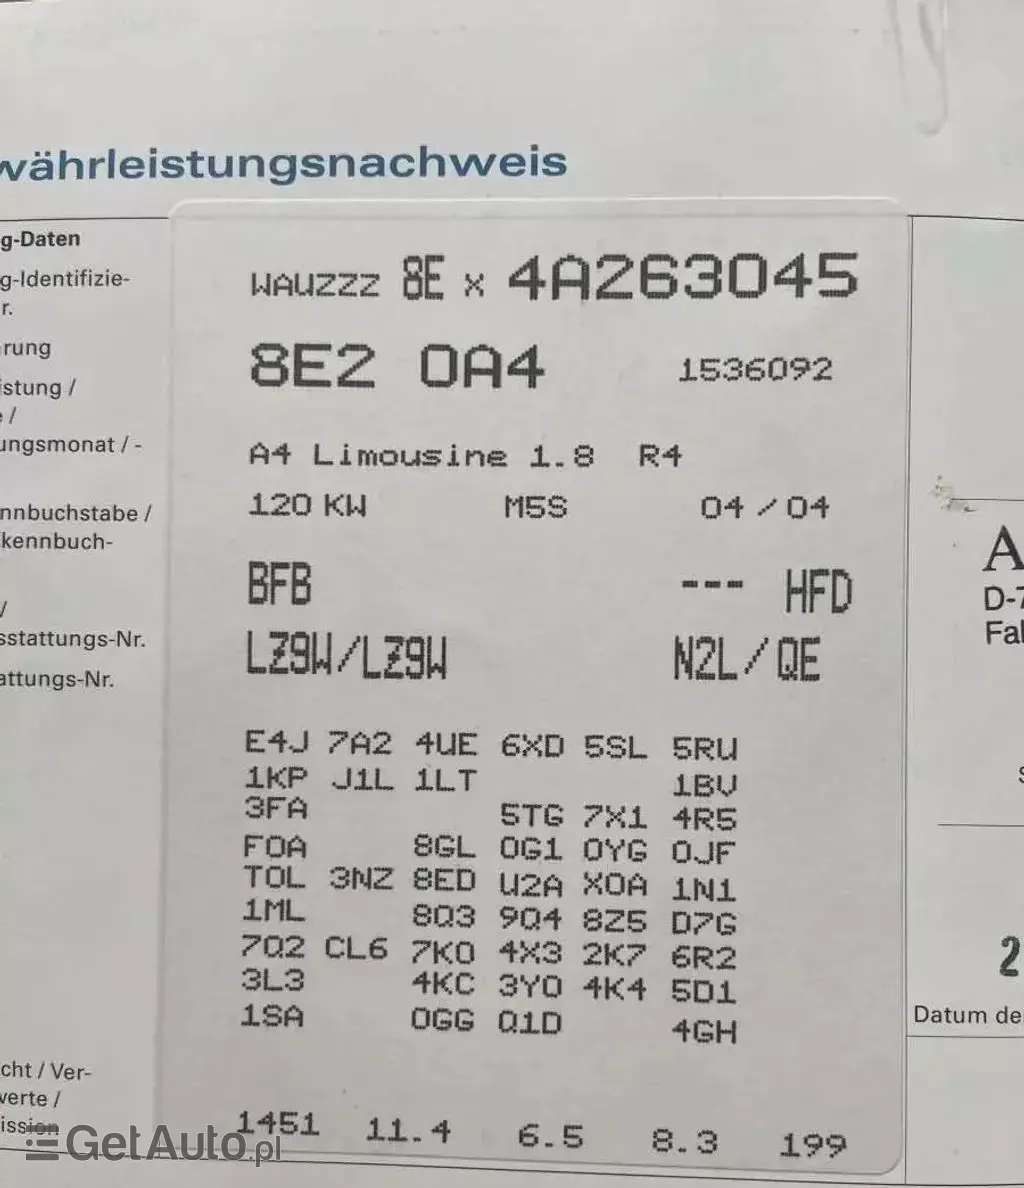 währleistungsnachweis
g-Daten
g-Identifizie-
r.
rung
istung /
e /
ungsmonat / -
nnbuchstabe /
kennbuch-
/
sstattungs-Nr.
attungs-Nr.
cht / Ver-
verte /
ission
WAUZZZ 8E x 4A263045
8E2 0A4 1536092
A4 Limousine 1.8 R4
120 KW M5S 04 / 04
BFB --- HFD
LZ9W/LZ9W N2L/ QE
E4J 7A2 4UE 6XD 5SL 5RU
1KP J1L 1LT 1BV
3FA 5TG 7X1 4R5
F0A 8GL 0G1 0YG 0JF
T0L 3NZ 8ED U2A X0A 1N1
1ML 8Q3 9Q4 8Z5 D7G
7Q2 CL6 7K0 4X3 2K7 6R2
3L3 4KC 3Y0 4K4 5D1
1SA 0GG Q1D 4GH
1451 11.4 6.5 8.3 199
A
D-7
Fal
S
2
Datum de
GetAuto.pl